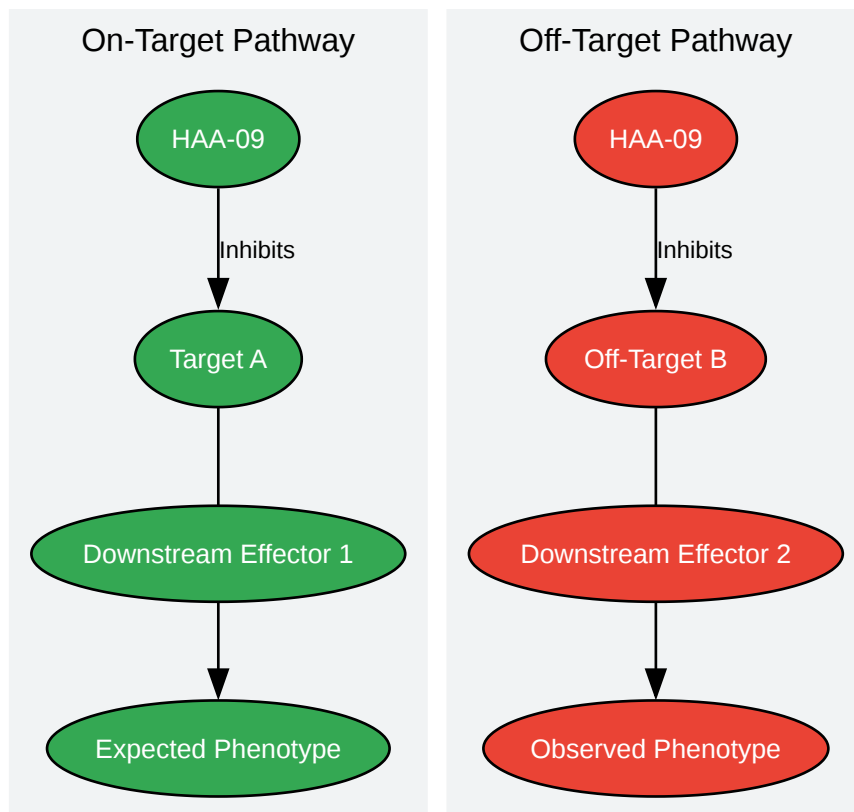 On-Target Pathway
HAA-09
Inhibits
Target A
Downstream Effector 1
Expected Phenotype
Off-Target Pathway
HAA-09
Inhibits
Off-Target B
Downstream Effector 2
Observed Phenotype